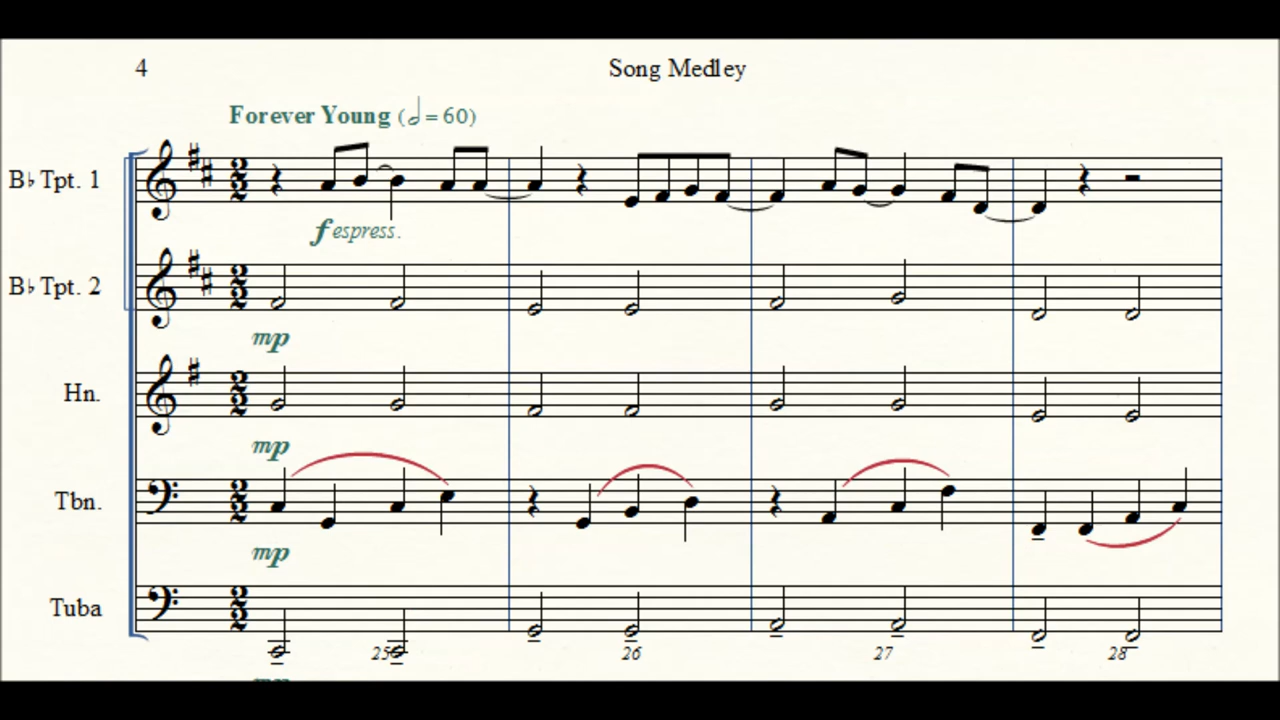 4 Song Medley
Forever Young (𝅗𝅥 = 60)
B♭ Tpt. 1
f espress.
B♭ Tpt. 2
mp
Hn.
mp
Tbn.
mp
Tuba
25 26 27 28